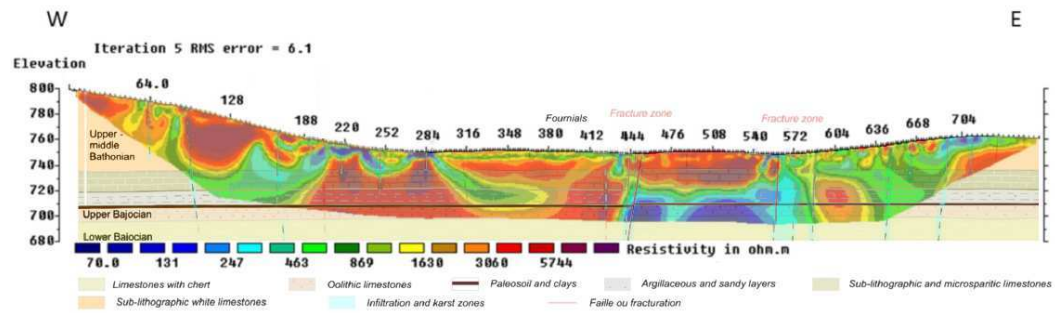 W E
Iteration 5 RMS error = 6.1
Elevation
800
64.0
128
780
188
220
252
284
316
348
380
Fournials
412
Fracture zone
444
476
508
540
Fracture zone
572
604
636
668
704
760
Upper -
middle
Bathonian
740
720
700
Upper Bajocian
680
Lower Bajocian
Resistivity in ohm.m
70.0 131 247 463 869 1630 3060 5744
Limestones with chert Oolithic limestones Paleosoil and clays Argillaceous and sandy layers Sub-lithographic and microsparitic limestones
Sub-lithographic white limestones Infiltration and karst zones Faille ou fracturation